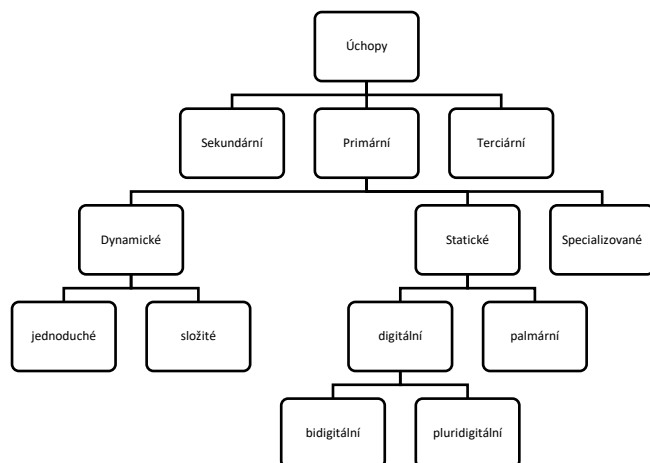 Úchopy
Sekundární
Primární
Terciární
Dynamické
Statické
Specializované
jednoduché
složité
digitální
palmární
bidigitální
pluridigitální